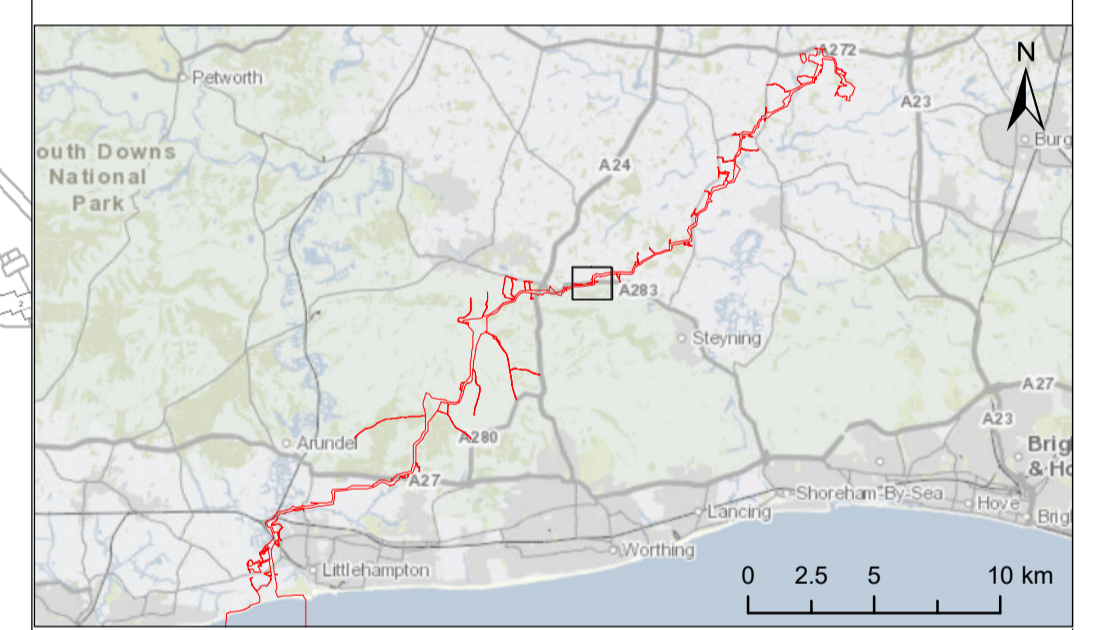 A272
Petworth
N
A23
Burg
outh Downs
National
Park
A24
A283
Steyning
A27
A23
Arundel
A280
Brig
& Ho
A27
Shoreham-By-Sea
Hove
Lancing
Brig
Worthing
Littlehampton
0 2.5 5 10 km
2